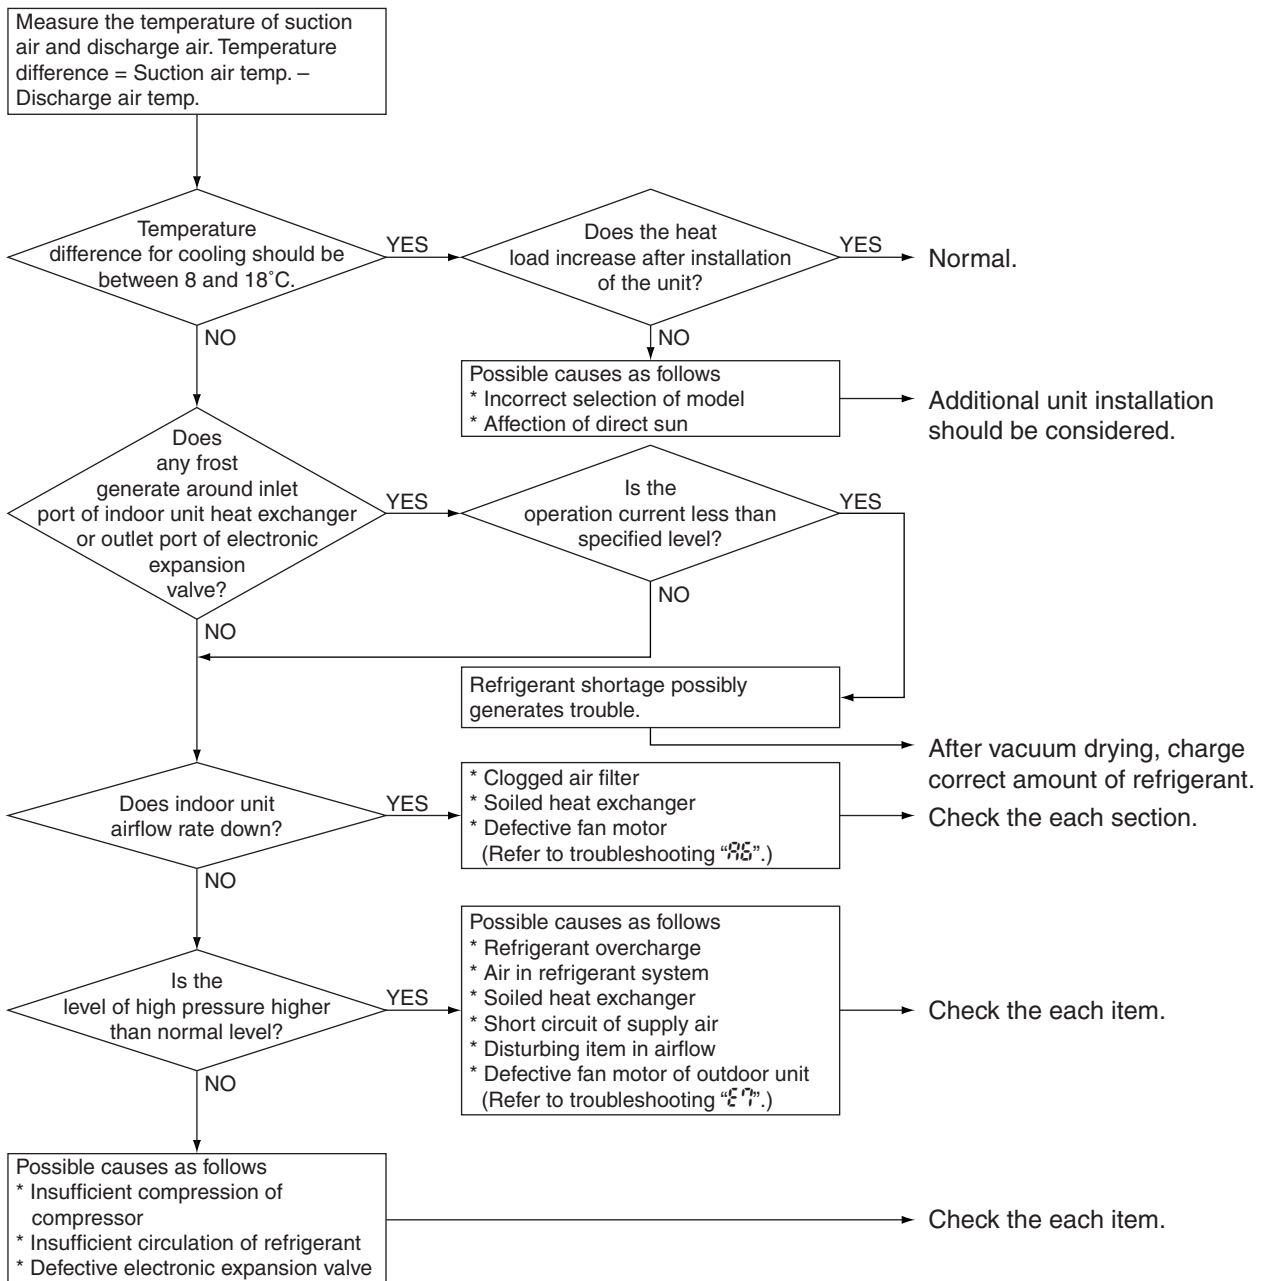 Measure the temperature of suction
air and discharge air. Temperature
difference = Suction air temp. –
Discharge air temp.
Temperature
difference for cooling should be
between 8 and 18˚C.
YES
NO
Does the heat
load increase after installation
of the unit?
YES
Normal.
NO
Possible causes as follows
* Incorrect selection of model
* Affection of direct sun
Additional unit installation
should be considered.
Does
any frost
generate around inlet
port of indoor unit heat exchanger
or outlet port of electronic
expansion
valve?
YES
NO
Is the
operation current less than
specified level?
YES
NO
Refrigerant shortage possibly
generates trouble.
After vacuum drying, charge
correct amount of refrigerant.
Does indoor unit
airflow rate down?
YES
NO
* Clogged air filter
* Soiled heat exchanger
* Defective fan motor
(Refer to troubleshooting “A6”.)
Check the each section.
Is the
level of high pressure higher
than normal level?
YES
NO
Possible causes as follows
* Refrigerant overcharge
* Air in refrigerant system
* Soiled heat exchanger
* Short circuit of supply air
* Disturbing item in airflow
* Defective fan motor of outdoor unit
(Refer to troubleshooting “E7”.)
Check the each item.
Possible causes as follows
* Insufficient compression of
compressor
* Insufficient circulation of refrigerant
* Defective electronic expansion valve
Check the each item.